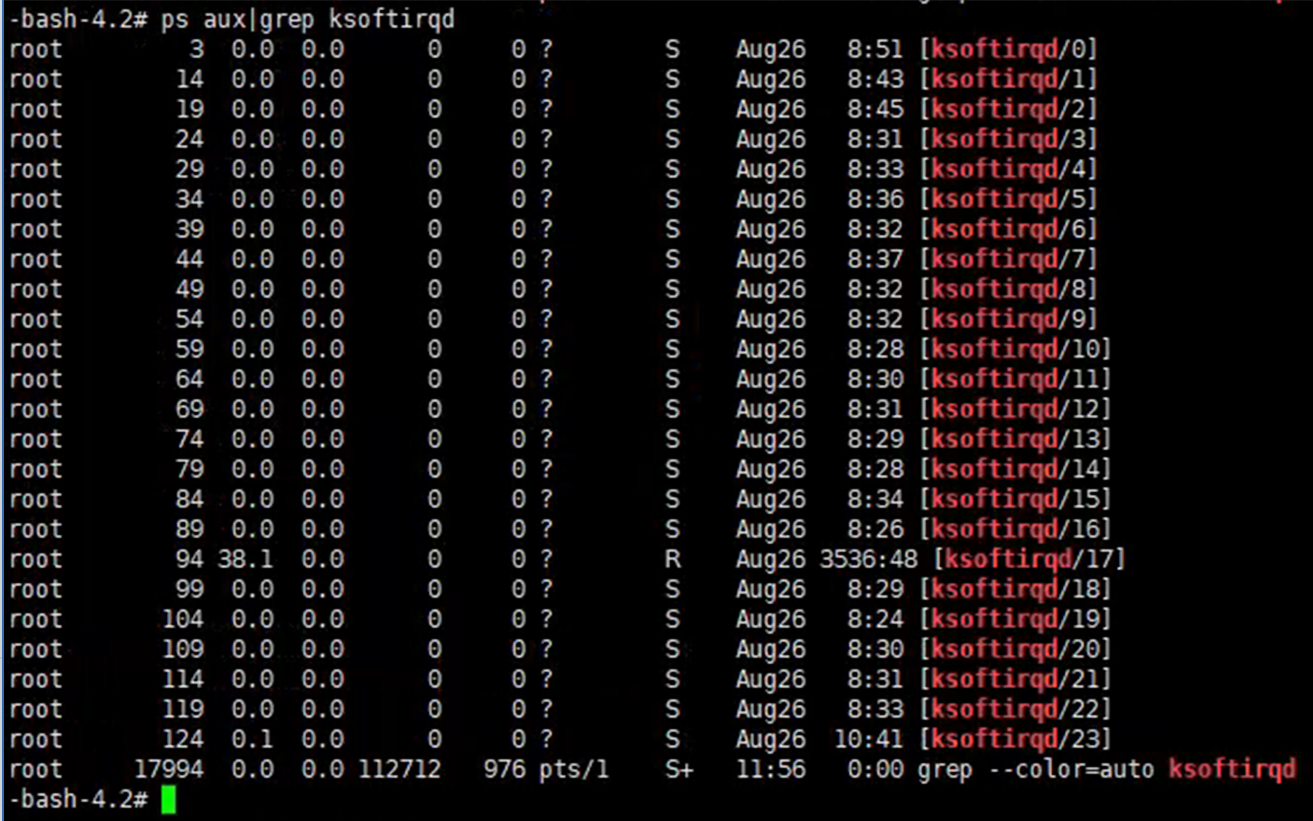 -bash-4.2# ps aux|grep ksoftirqd
root 3 0.0 0.0 0 0 ? S Aug26 8:51 [ksoftirqd/0]
root 14 0.0 0.0 0 0 ? S Aug26 8:43 [ksoftirqd/1]
root 19 0.0 0.0 0 0 ? S Aug26 8:45 [ksoftirqd/2]
root 24 0.0 0.0 0 0 ? S Aug26 8:31 [ksoftirqd/3]
root 29 0.0 0.0 0 0 ? S Aug26 8:33 [ksoftirqd/4]
root 34 0.0 0.0 0 0 ? S Aug26 8:36 [ksoftirqd/5]
root 39 0.0 0.0 0 0 ? S Aug26 8:32 [ksoftirqd/6]
root 44 0.0 0.0 0 0 ? S Aug26 8:37 [ksoftirqd/7]
root 49 0.0 0.0 0 0 ? S Aug26 8:32 [ksoftirqd/8]
root 54 0.0 0.0 0 0 ? S Aug26 8:32 [ksoftirqd/9]
root 59 0.0 0.0 0 0 ? S Aug26 8:28 [ksoftirqd/10]
root 64 0.0 0.0 0 0 ? S Aug26 8:30 [ksoftirqd/11]
root 69 0.0 0.0 0 0 ? S Aug26 8:31 [ksoftirqd/12]
root 74 0.0 0.0 0 0 ? S Aug26 8:29 [ksoftirqd/13]
root 79 0.0 0.0 0 0 ? S Aug26 8:28 [ksoftirqd/14]
root 84 0.0 0.0 0 0 ? S Aug26 8:34 [ksoftirqd/15]
root 89 0.0 0.0 0 0 ? S Aug26 8:26 [ksoftirqd/16]
root 94 38.1 0.0 0 0 ? R Aug26 3536:48 [ksoftirqd/17]
root 99 0.0 0.0 0 0 ? S Aug26 8:29 [ksoftirqd/18]
root 104 0.0 0.0 0 0 ? S Aug26 8:24 [ksoftirqd/19]
root 109 0.0 0.0 0 0 ? S Aug26 8:30 [ksoftirqd/20]
root 114 0.0 0.0 0 0 ? S Aug26 8:31 [ksoftirqd/21]
root 119 0.0 0.0 0 0 ? S Aug26 8:33 [ksoftirqd/22]
root 124 0.1 0.0 0 0 ? S Aug26 10:41 [ksoftirqd/23]
root 17994 0.0 0.0 112712 976 pts/1 S+ 11:56 0:00 grep --color=auto ksoftirqd
-bash-4.2#